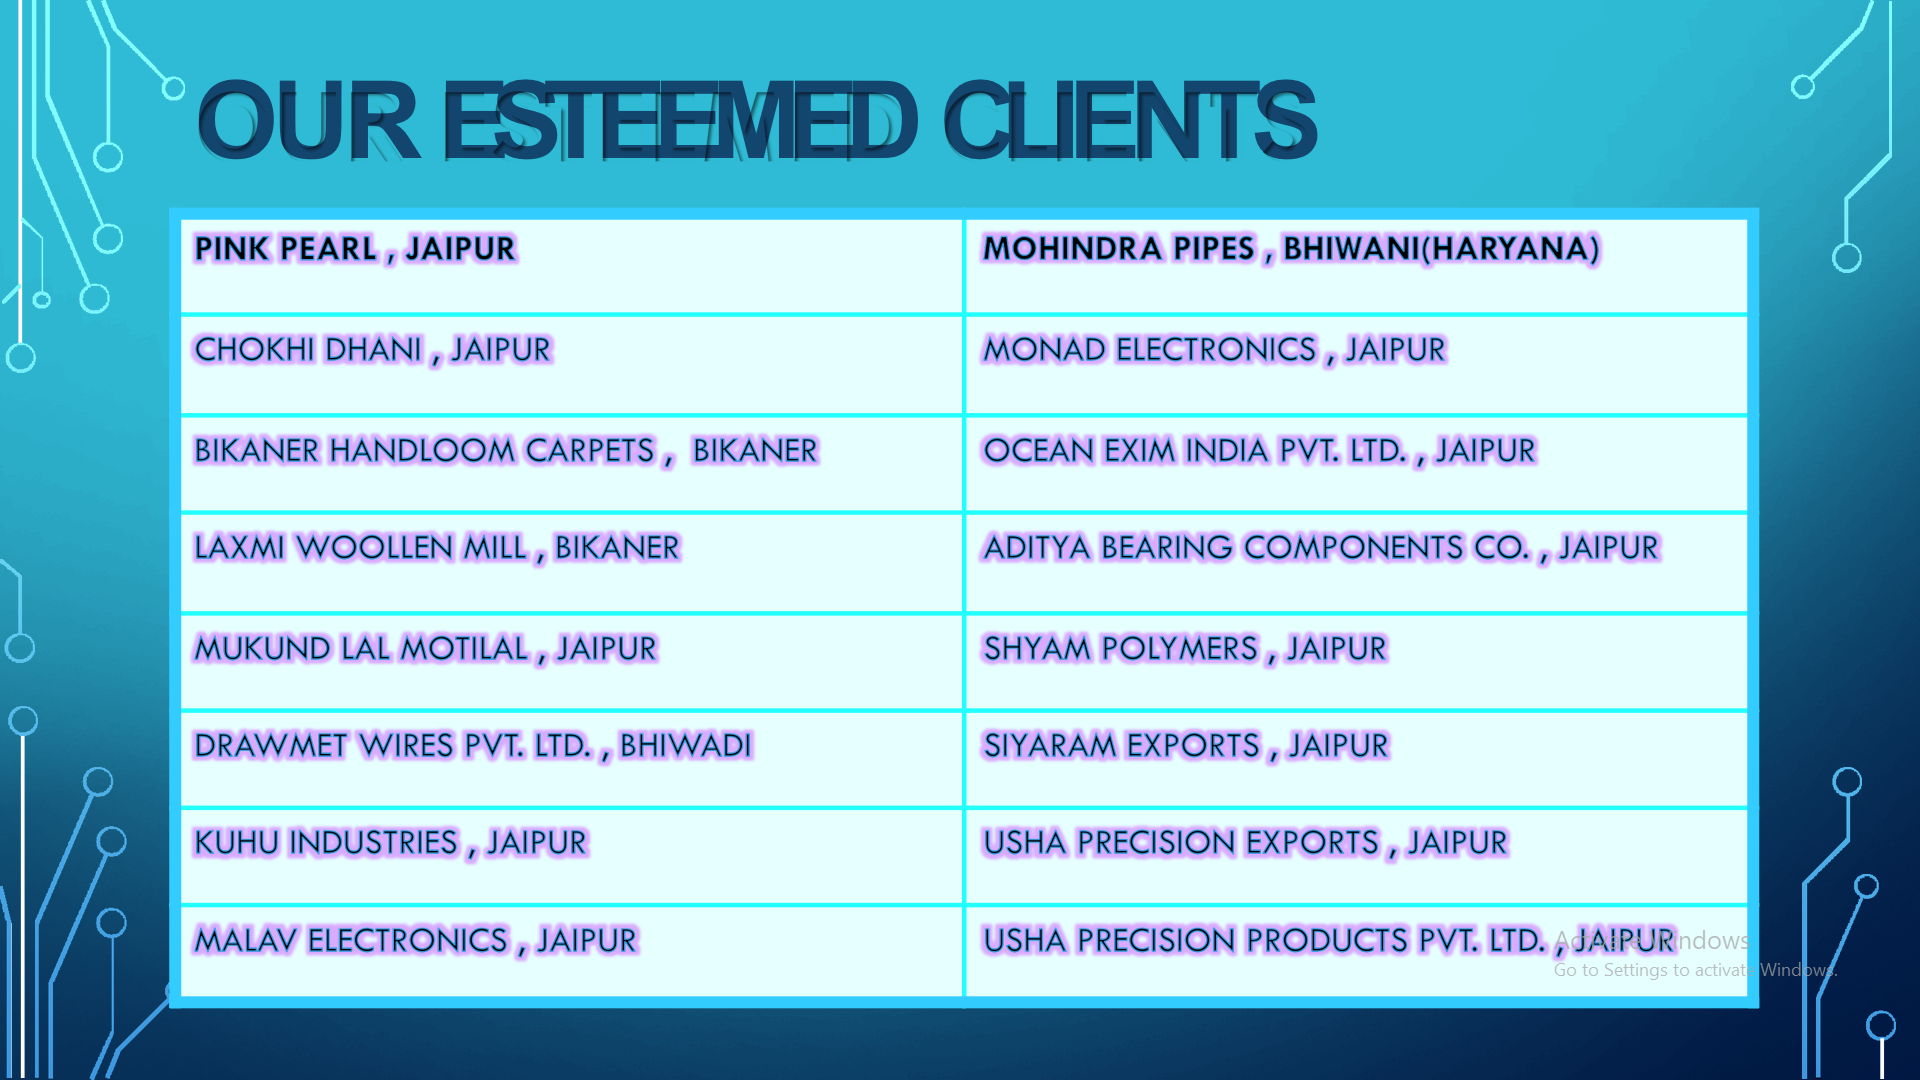 OUR ESTEEMED CLIENTS
PINK PEARL , JAIPUR
MOHINDRA PIPES , BHIWANI(HARYANA)
CHOKHI DHANI , JAIPUR
MONAD ELECTRONICS , JAIPUR
BIKANER HANDLOOM CARPETS ,  BIKANER
OCEAN EXIM INDIA PVT. LTD. , JAIPUR
LAXMI WOOLLEN MILL , BIKANER
ADITYA BEARING COMPONENTS CO. , JAIPUR
MUKUND LAL MOTILAL , JAIPUR
SHYAM POLYMERS , JAIPUR
DRAWMET WIRES PVT. LTD. , BHIWADI
SIYARAM EXPORTS , JAIPUR
KUHU INDUSTRIES , JAIPUR
USHA PRECISION EXPORTS , JAIPUR
MALAV ELECTRONICS , JAIPUR
USHA PRECISION PRODUCTS PVT. LTD. , JAIPUR
Activate Windows
Go to Settings to activate Windows.